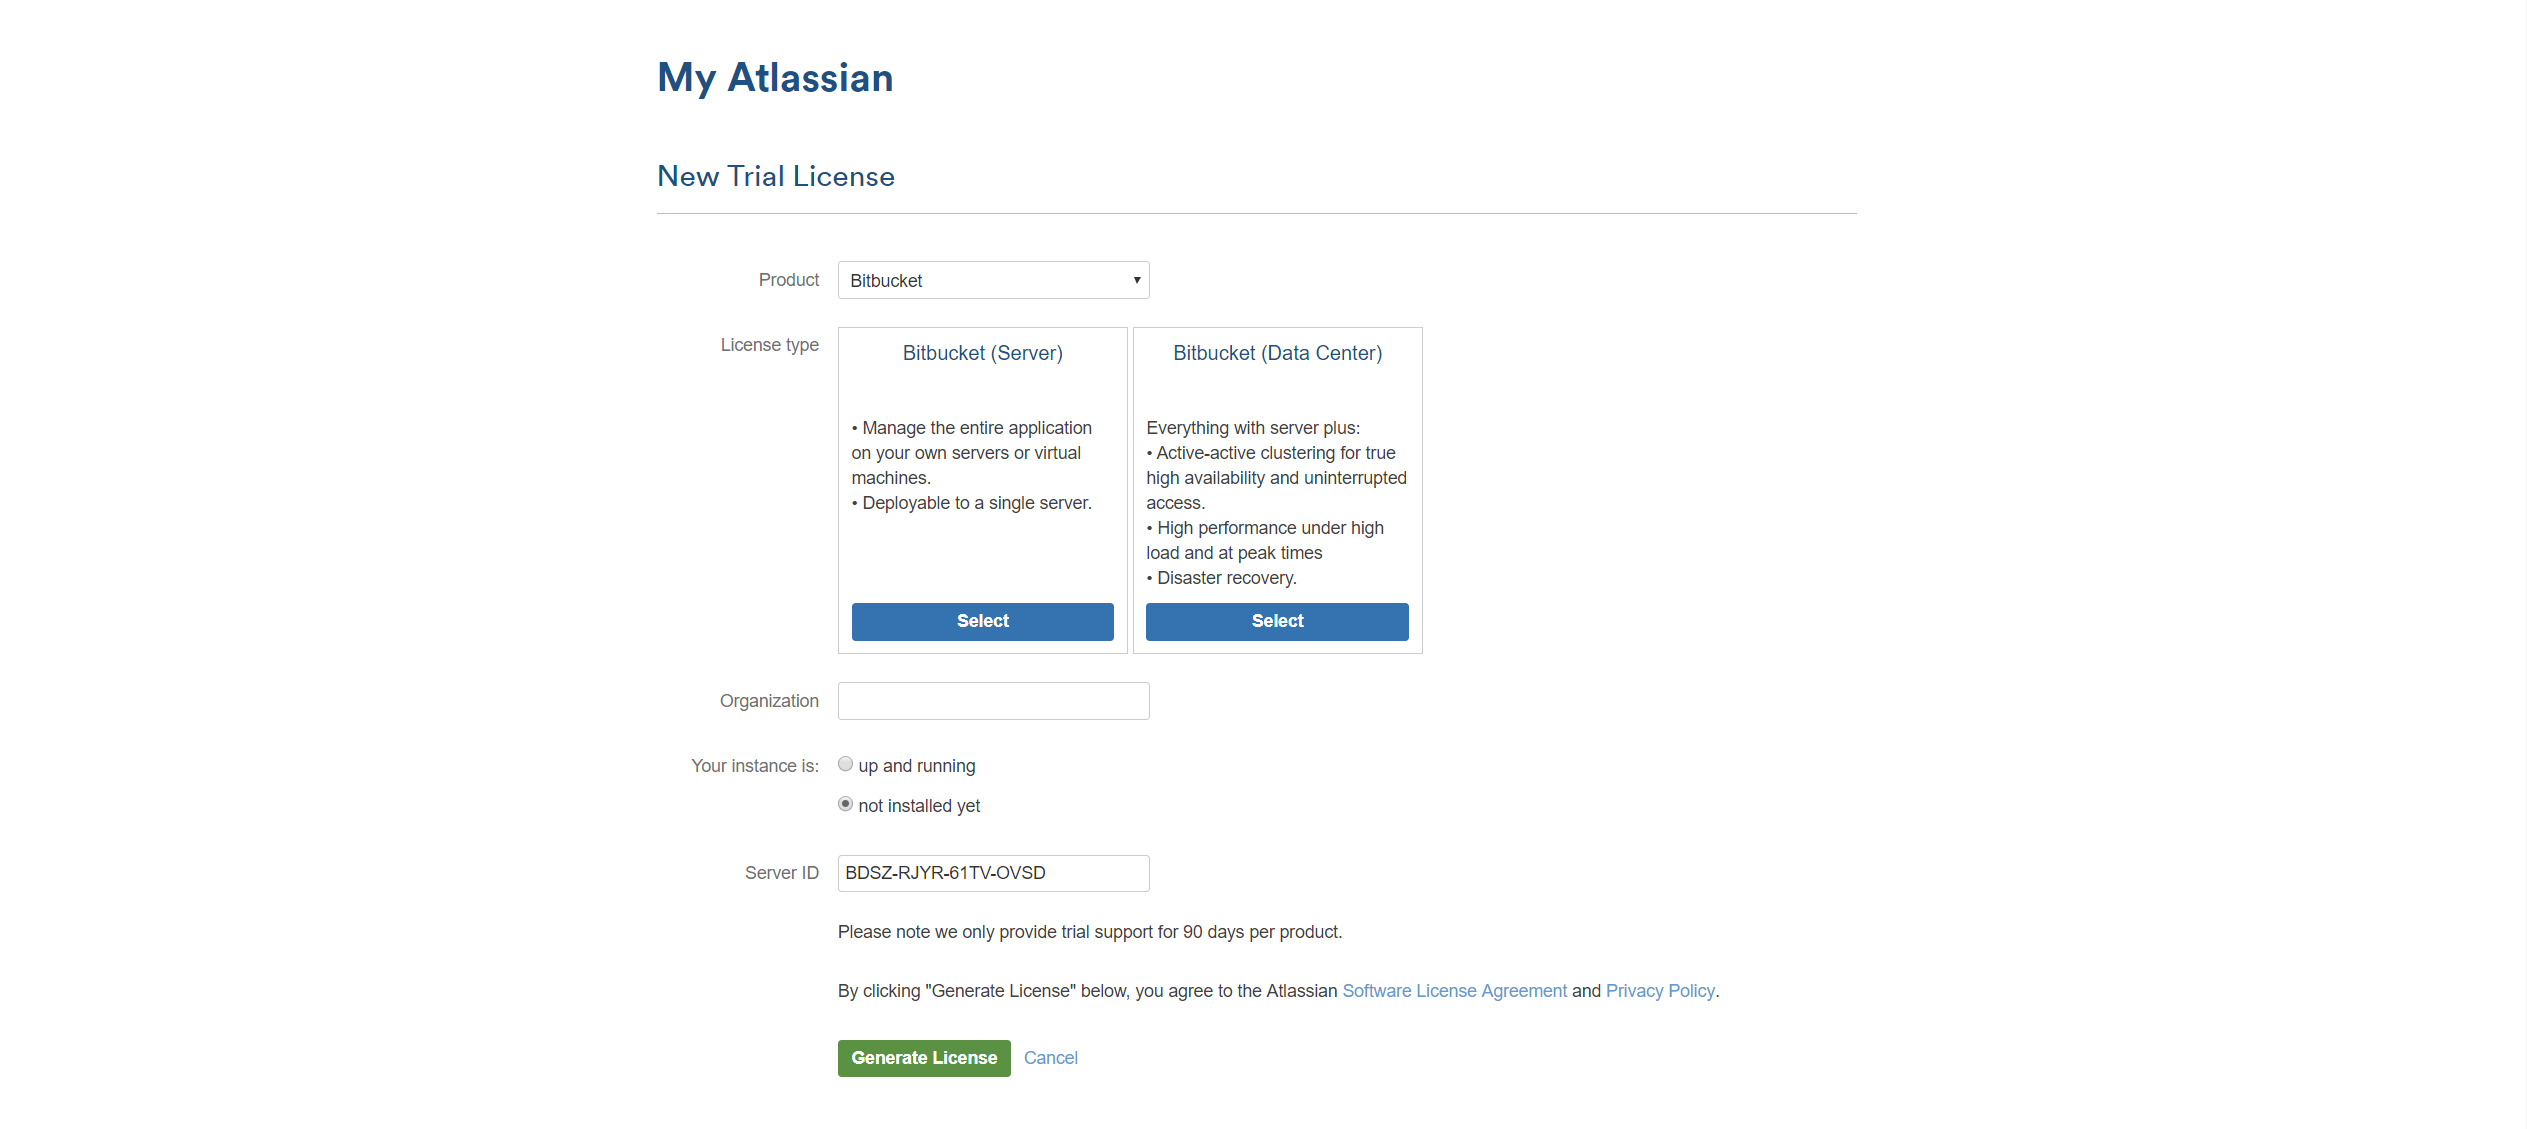 My Atlassian
New Trial License
Product
Bitbucket
License type
Bitbucket (Server)
• Manage the entire application
on your own servers or virtual
machines.
• Deployable to a single server.
Select
Bitbucket (Data Center)
Everything with server plus:
• Active-active clustering for true
high availability and uninterrupted
access.
• High performance under high
load and at peak times
• Disaster recovery.
Select
Organization
Your instance is:
up and running
not installed yet
Server ID
BDSZ-RJYR-61TV-OVSD
Please note we only provide trial support for 90 days per product.
By clicking "Generate License" below, you agree to the Atlassian Software License Agreement and Privacy Policy.
Generate License
Cancel